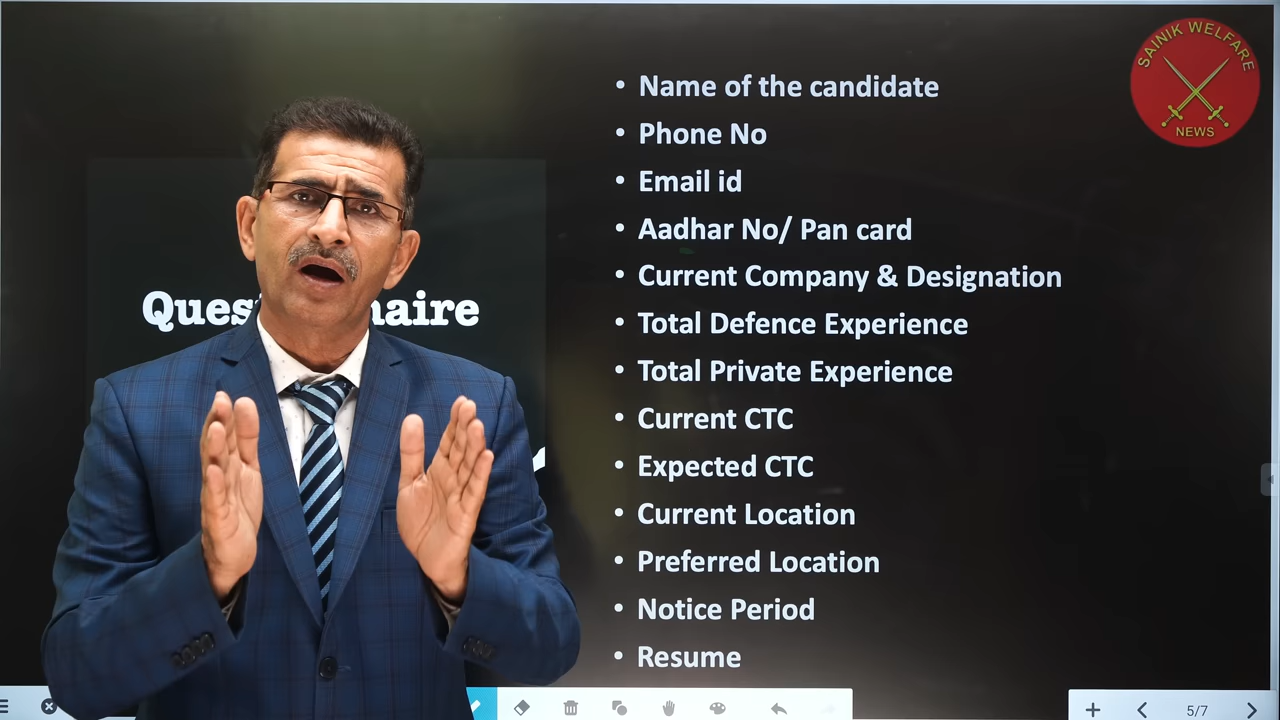 SAINIK WELFARE
NEWS
• Name of the candidate
• Phone No
• Email id
• Aadhar No/ Pan card
• Current Company & Designation
• Total Defence Experience
• Total Private Experience
• Current CTC
• Expected CTC
• Current Location
• Preferred Location
• Notice Period
• Resume
5/7